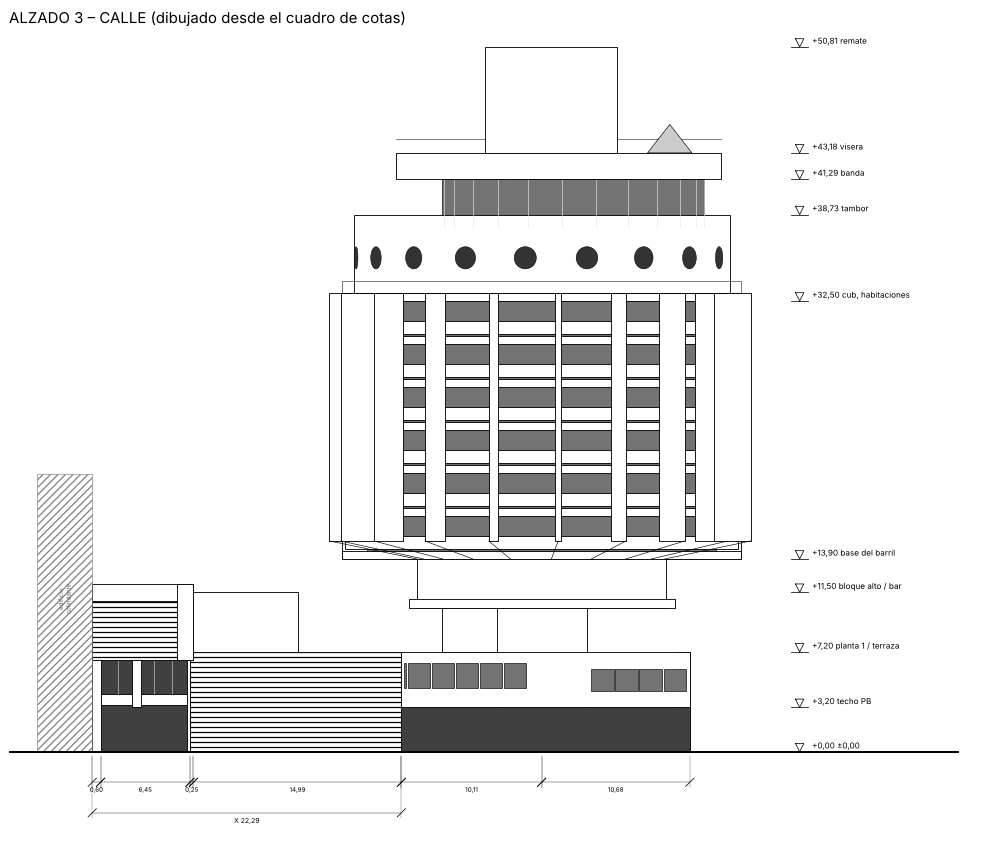 ALZADO 3 – CALLE (dibujado desde el cuadro de cotas)
+50,81 remate
+43,18 visera
+41,29 banda
+38,73 tambor
+32,50 cub, habitaciones
+13,90 base del barril
+11,50 bloque alto / bar
+7,20 planta 1 / terraza
+3,20 techo PB
+0,00 ±0,00
0,60
6,45
0,25
14,99
10,11
10,68
X 22,29